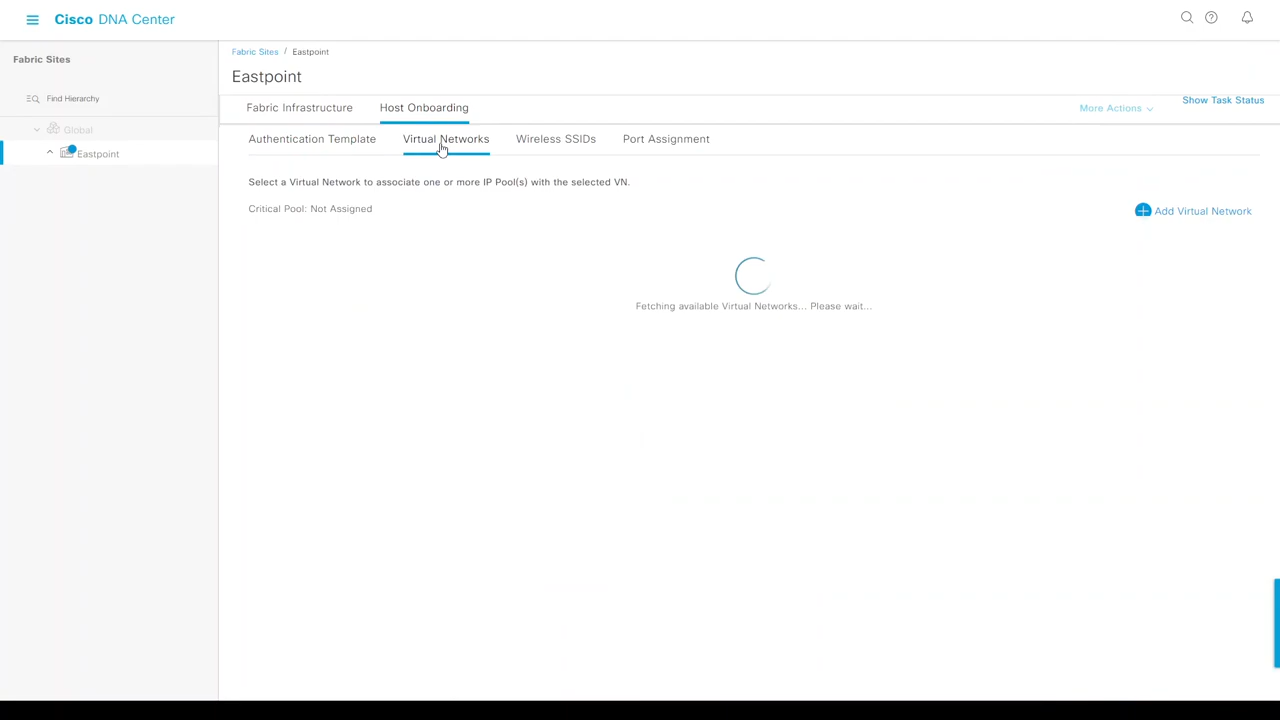 Cisco DNA Center
Fabric Sites
Find Hierarchy
Global
Eastpoint
Fabric Sites / Eastpoint
Eastpoint
Fabric Infrastructure Host Onboarding More Actions Show Task Status
Authentication Template Virtual Networks Wireless SSIDs Port Assignment
Select a Virtual Network to associate one or more IP Pool(s) with the selected VN.
Critical Pool: Not Assigned
Add Virtual Network
Fetching available Virtual Networks... Please wait...